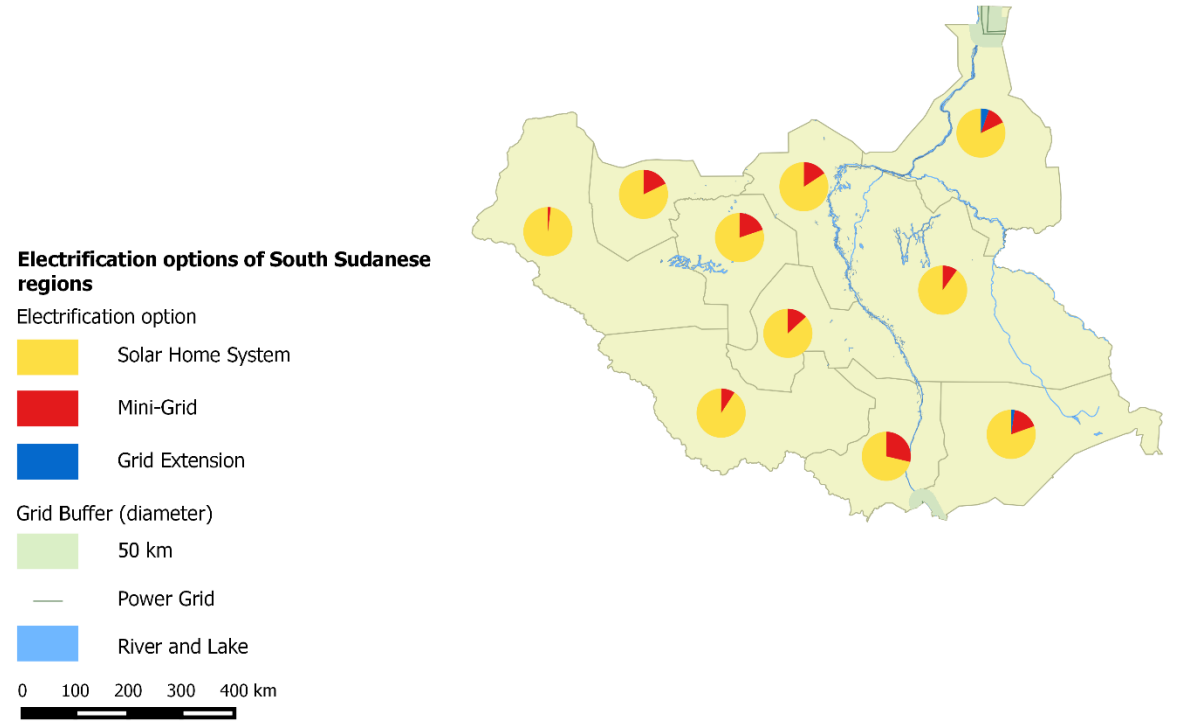 Electrification options of South Sudanese
regions
Electrification option
Solar Home System
Mini-Grid
Grid Extension
Grid Buffer (diameter)
50 km
Power Grid
River and Lake
0 100 200 300 400 km